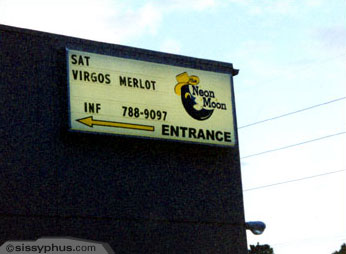 SAT
VIRGOS MERLOT
INF 788-9097
The
Neon
Moon
ENTRANCE
©sissyphus.com